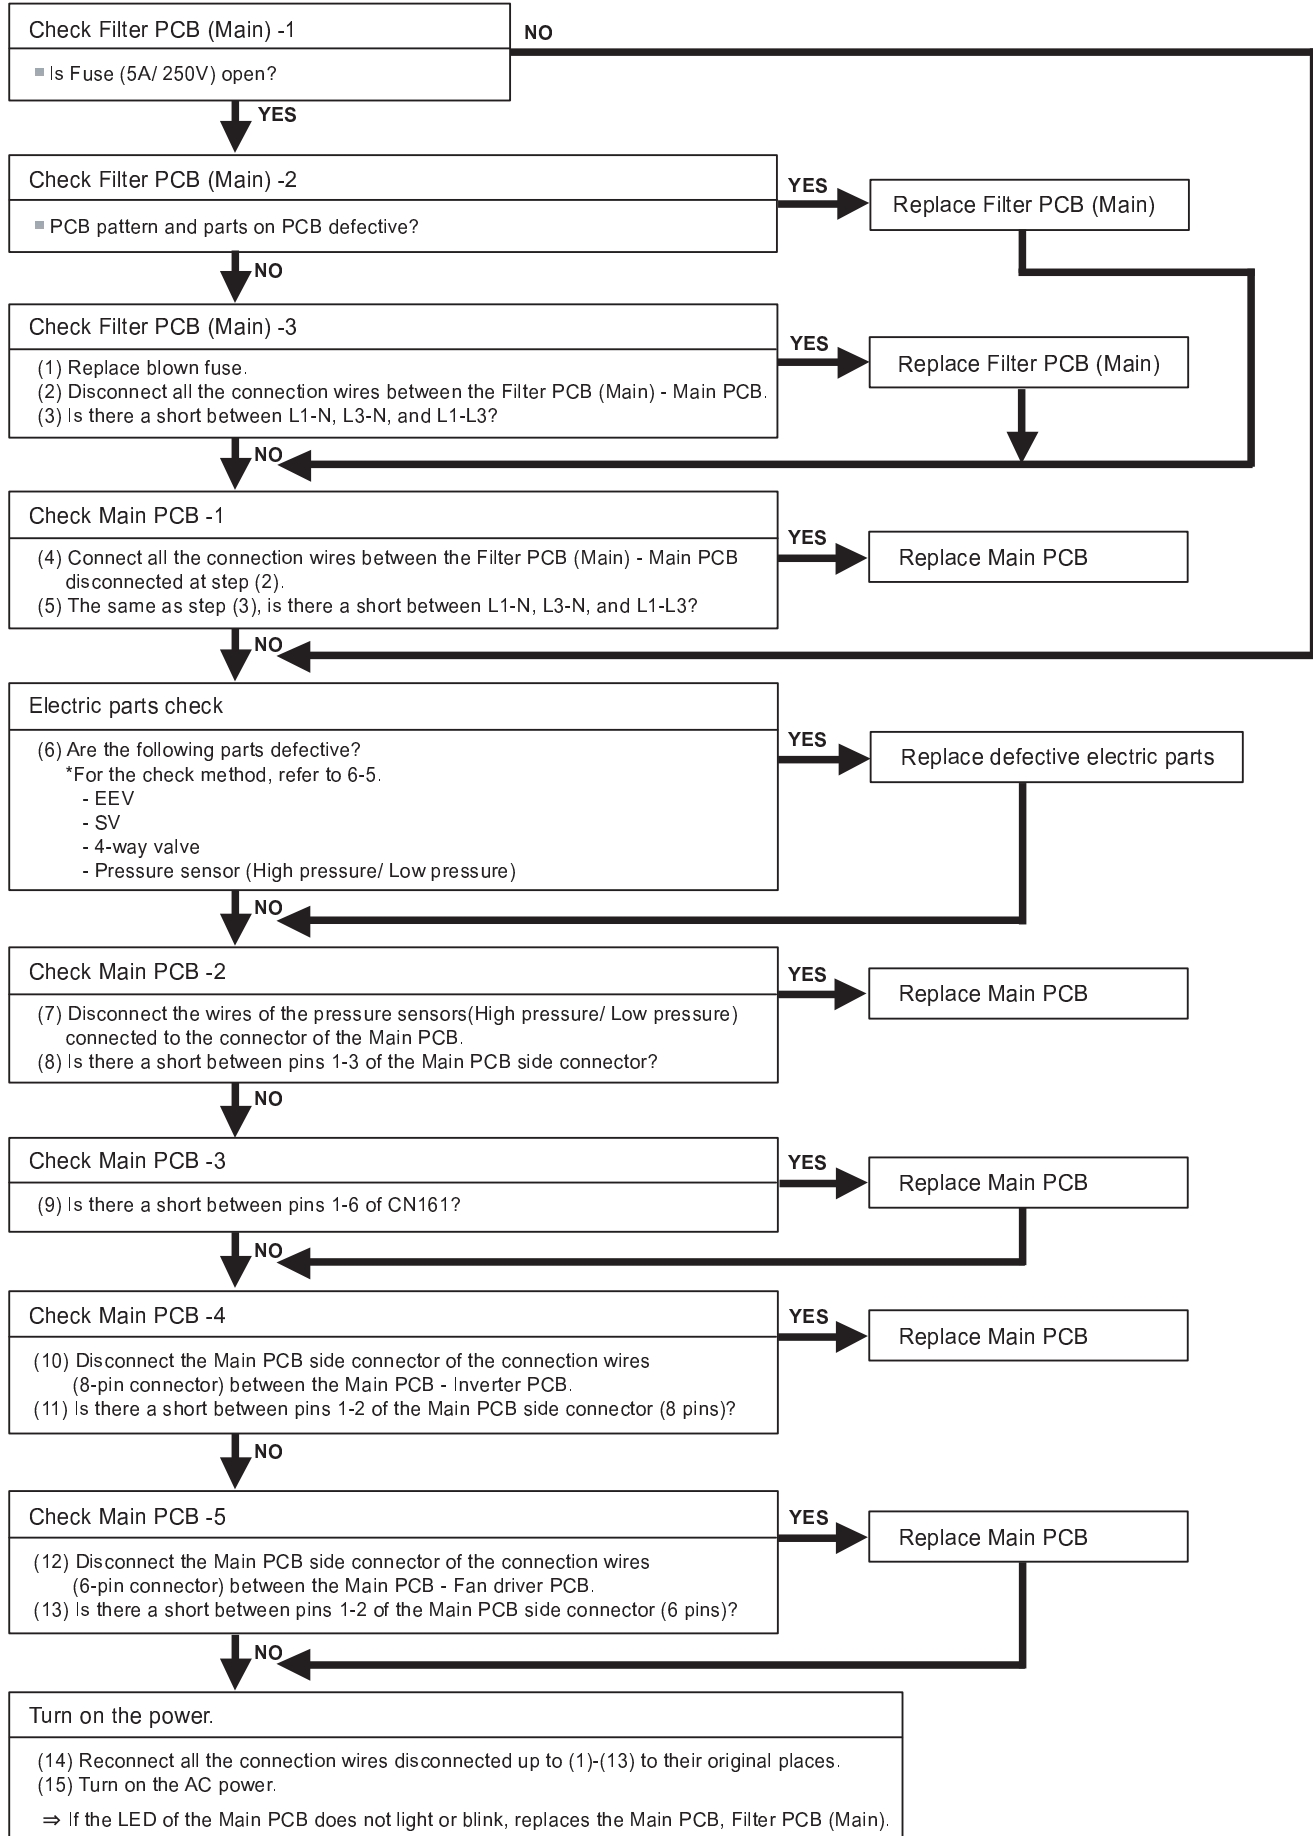 Check Filter PCB (Main) -1
NO
Is Fuse (5A/ 250V) open?
YES
Check Filter PCB (Main) -2
YES
Replace Filter PCB (Main)
PCB pattern and parts on PCB defective?
NO
Check Filter PCB (Main) -3
YES
Replace Filter PCB (Main)
(1) Replace blown fuse.
(2) Disconnect all the connection wires between the Filter PCB (Main) - Main PCB.
(3) Is there a short between L1-N, L3-N, and L1-L3?
NO
Check Main PCB -1
YES
Replace Main PCB
(4) Connect all the connection wires between the Filter PCB (Main) - Main PCB
disconnected at step (2).
(5) The same as step (3), is there a short between L1-N, L3-N, and L1-L3?
NO
Electric parts check
YES
Replace defective electric parts
(6) Are the following parts defective?
*For the check method, refer to 6-5.
- EEV
- SV
- 4-way valve
- Pressure sensor (High pressure/ Low pressure)
NO
Check Main PCB -2
YES
Replace Main PCB
(7) Disconnect the wires of the pressure sensors(High pressure/ Low pressure)
connected to the connector of the Main PCB.
(8) Is there a short between pins 1-3 of the Main PCB side connector?
NO
Check Main PCB -3
YES
Replace Main PCB
(9) Is there a short between pins 1-6 of CN161?
NO
Check Main PCB -4
YES
Replace Main PCB
(10) Disconnect the Main PCB side connector of the connection wires
(8-pin connector) between the Main PCB - Inverter PCB.
(11) Is there a short between pins 1-2 of the Main PCB side connector (8 pins)?
NO
Check Main PCB -5
YES
Replace Main PCB
(12) Disconnect the Main PCB side connector of the connection wires
(6-pin connector) between the Main PCB - Fan driver PCB.
(13) Is there a short between pins 1-2 of the Main PCB side connector (6 pins)?
NO
Turn on the power.
(14) Reconnect all the connection wires disconnected up to (1)-(13) to their original places.
(15) Turn on the AC power.
⇒ If the LED of the Main PCB does not light or blink, replaces the Main PCB, Filter PCB (Main).